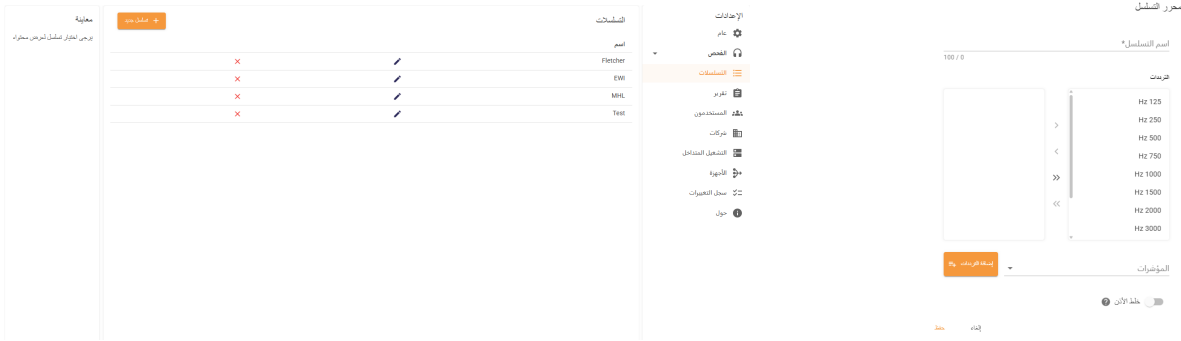 محرر التسلسل
اسم التسلسل*
100 / 0
الترددات
Hz 125
Hz 250
Hz 500
Hz 750
Hz 1000
Hz 1500
Hz 2000
Hz 3000
المؤشرات
إضافة الترددات
خلط الأذن
إلغاء
حفظ
الإعدادات
عام
الفحص
التسلسلات
تقرير
المستخدمون
شركات
التشغيل المتداخل
الأجهزة
سجل التغييرات
حول
التسلسلات
تسلسل جديد
اسم
Fletcher
EWI
MHL
Test
معاينة
يرجى اختيار تسلسل لعرض محتواه